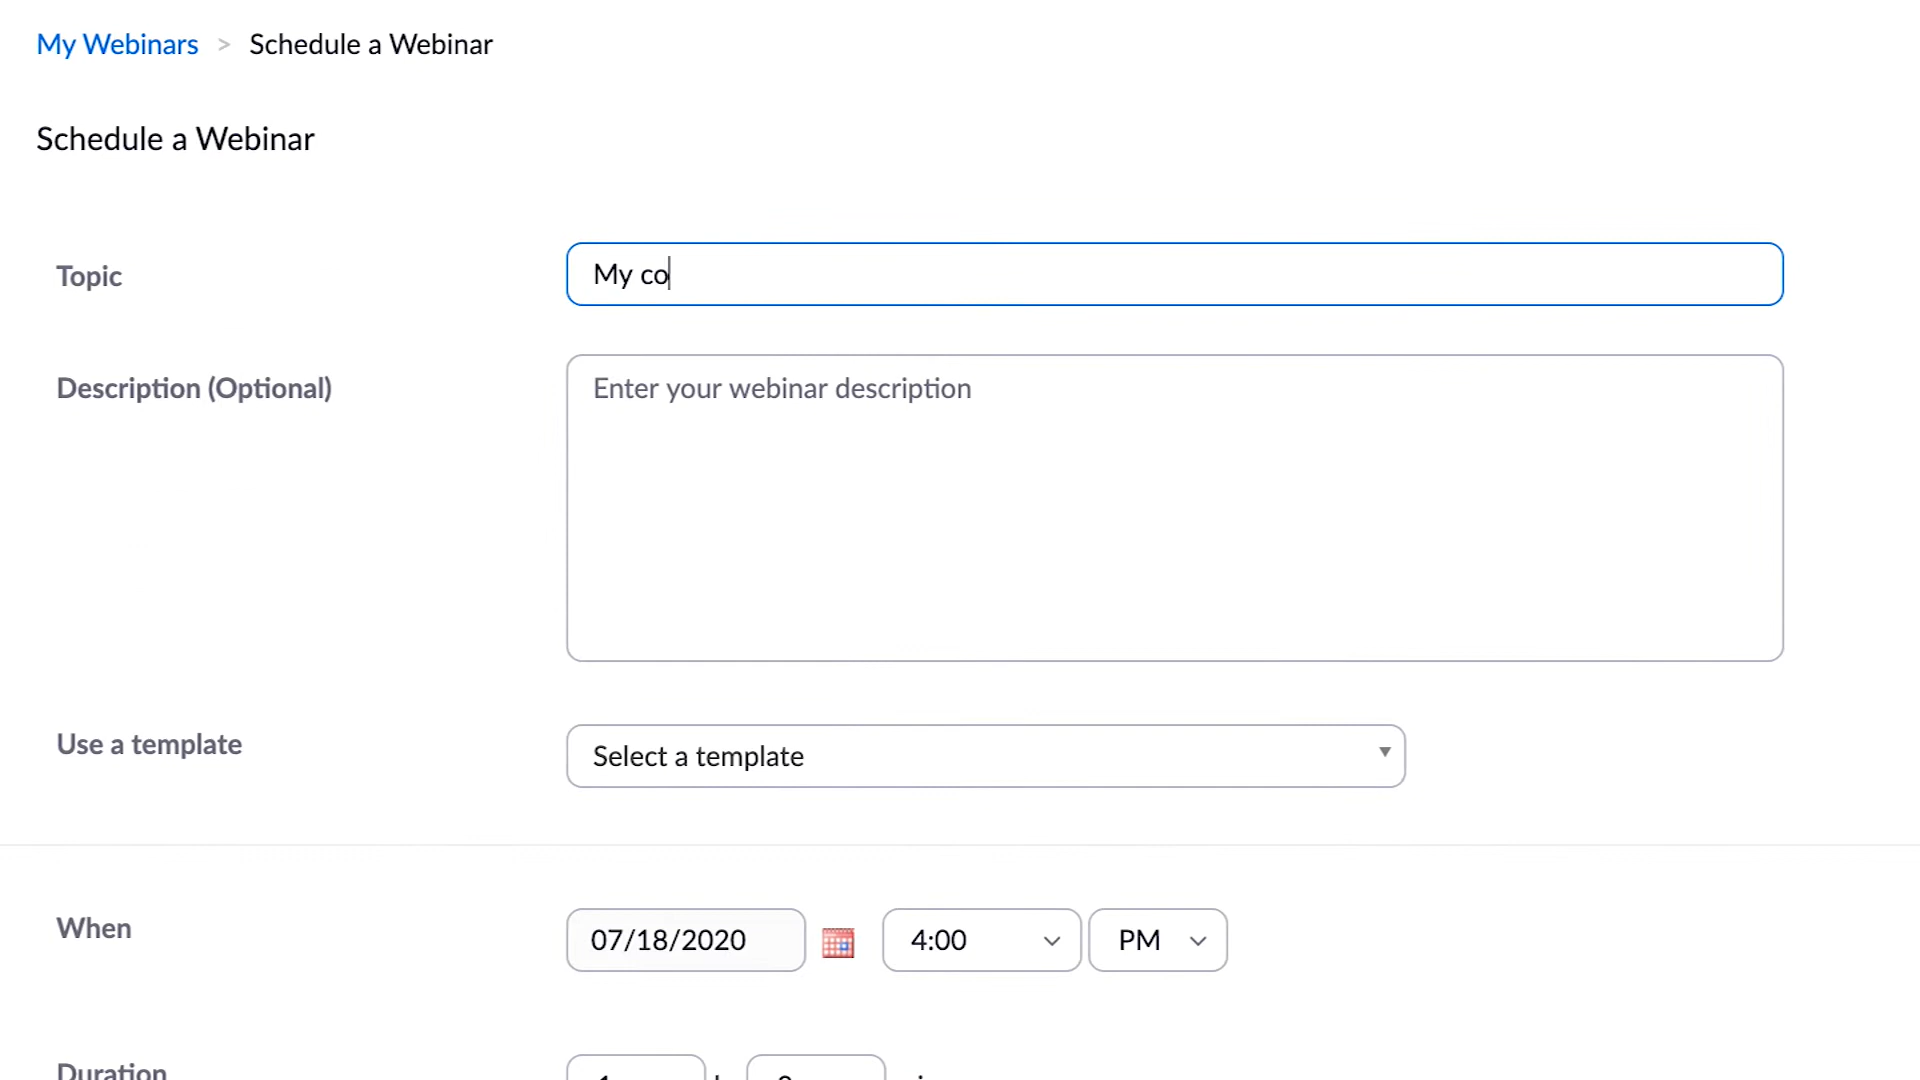 My Webinars > Schedule a Webinar
Schedule a Webinar
Topic
My co
Description (Optional)
Enter your webinar description
Use a template
Select a template
When
07/18/2020 4:00 PM
Duration